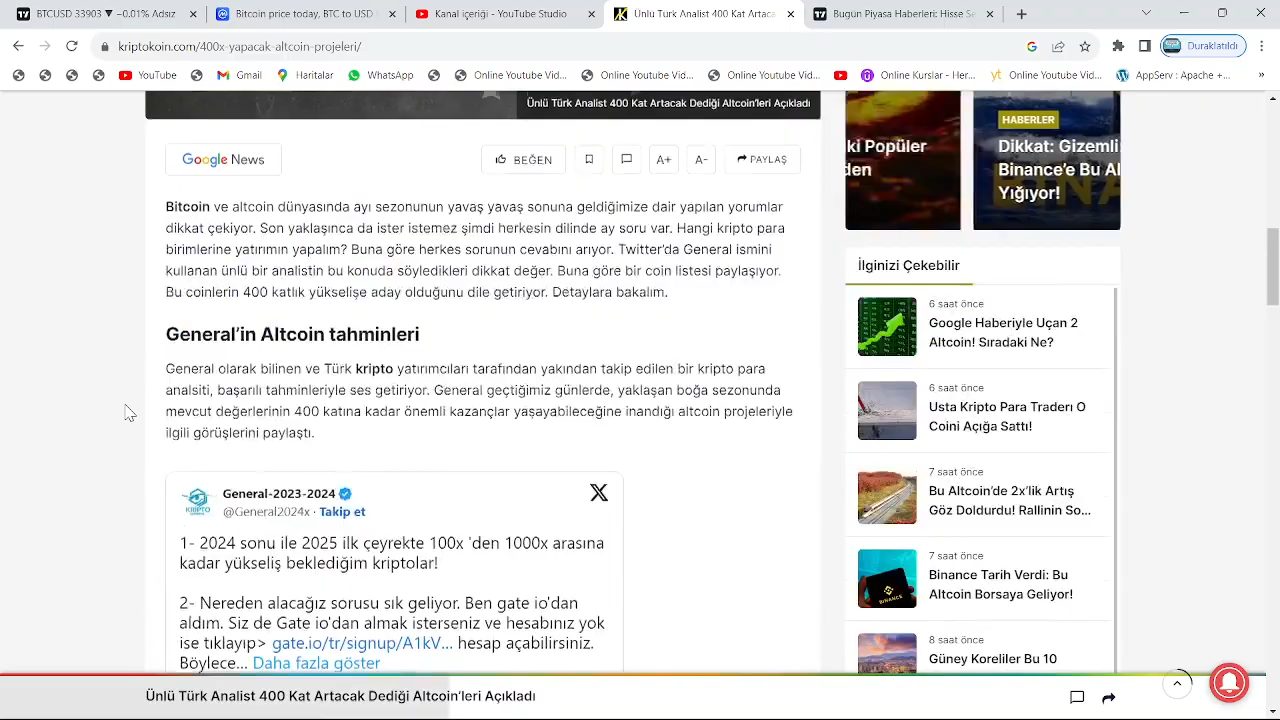 BTCUSD 33903 ▼ −0.01% Adsız
Bitcoin price today, BTC to USD
Kanal içeriği - YouTube
Ünlü Türk Analist 400 Kat Artaca
Bugün Piyasa Haberleri: Hisse Se
kriptokoin.com/400x-yapacak-altcoin-projeleri/
Duraklatıldı
YouTube
Gmail
Haritalar
WhatsApp
Online Youtube Vid...
Online Youtube Vid...
Online Youtube Vid...
Online Kurslar - Her...
Online Youtube Vid...
AppServ : Apache +...
Ünlü Türk Analist 400 Kat Artacak Dediği Altcoin'leri Açıkladı
Google News
BEĞEN
A+
A-
PAYLAŞ
Bitcoin ve altcoin dünyasında ayı sezonunun yavaş yavaş sonuna geldiğimize dair yapılan yorumlar
dikkat çekiyor. Son yaklaşınca da ister istemez şimdi herkesin dilinde ay soru var. Hangi kripto para
birimlerine yatırımın yapalım? Buna göre herkes sorunun cevabını arıyor. Twitter'da General ismini
kullanan ünlü bir analistin bu konuda söyledikleri dikkat değer. Buna göre bir coin listesi paylaşıyor.
Bu coinlerin 400 katlık yükselişe aday olduğunu dile getiriyor. Detaylara bakalım.
General'in Altcoin tahminleri
General olarak bilinen ve Türk kripto yatırımcıları tarafından yakından takip edilen bir kripto para
analsiti, başarılı tahminleriyle ses getiriyor. General geçtiğimiz günlerde, yaklaşan boğa sezonunda
mevcut değerlerinin 400 katına kadar önemli kazançlar yaşayabileceğine inandığı altcoin projeleriyle
ilgili görüşlerini paylaştı.
General-2023-2024
@General2024x · Takip et
1- 2024 sonu ile 2025 ilk çeyrekte 100x 'den 1000x arasına
kadar yükseliş beklediğim kriptolar!
2- Nereden alacağız sorusu sık geliyor. Ben gate io'dan
aldım. Siz de Gate io'dan almak isterseniz ve hesabınız yok
ise tıklayıp> gate.io/tr/signup/A1kV... hesap açabilirsiniz.
Böylece... Daha fazla göster
ki Popüler
den
HABERLER
Dikkat: Gizemli
Binance'e Bu Al
Yığıyor!
İlginizi Çekebilir
6 saat önce
Google Haberiyle Uçan 2
Altcoin! Sıradaki Ne?
6 saat önce
Usta Kripto Para Traderı O
Coini Açığa Sattı!
7 saat önce
Bu Altcoin'de 2x'lik Artış
Göz Doldurdu! Rallinin So...
7 saat önce
Binance Tarih Verdi: Bu
Altcoin Borsaya Geliyor!
8 saat önce
Güney Koreliler Bu 10
Ünlü Türk Analist 400 Kat Artacak Dediği Altcoin'leri Açıkladı